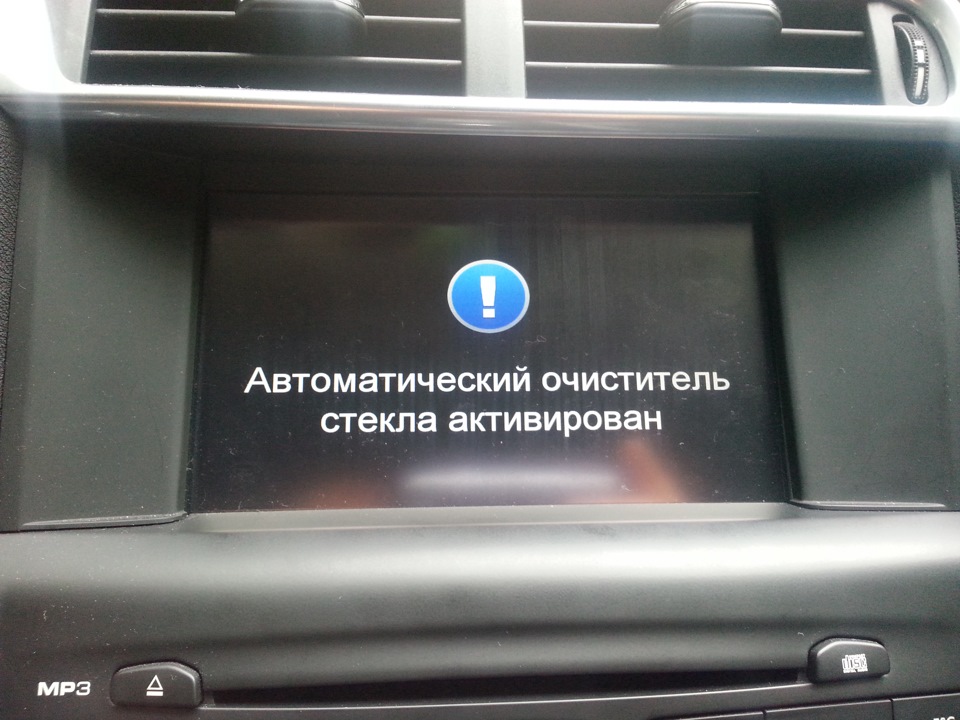 !
Автоматический очиститель
стекла активирован
MP3